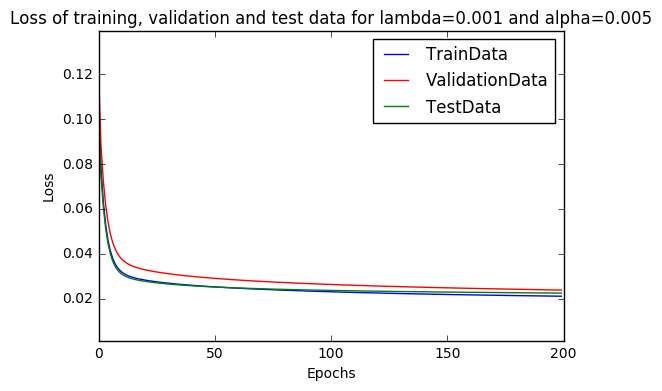 Loss of training, validation and test data for lambda=0.001 and alpha=0.005
TrainData
ValidationData
TestData
0.12
0.10
0.08
0.06
0.04
0.02
Loss
0 50 100 150 200
Epochs